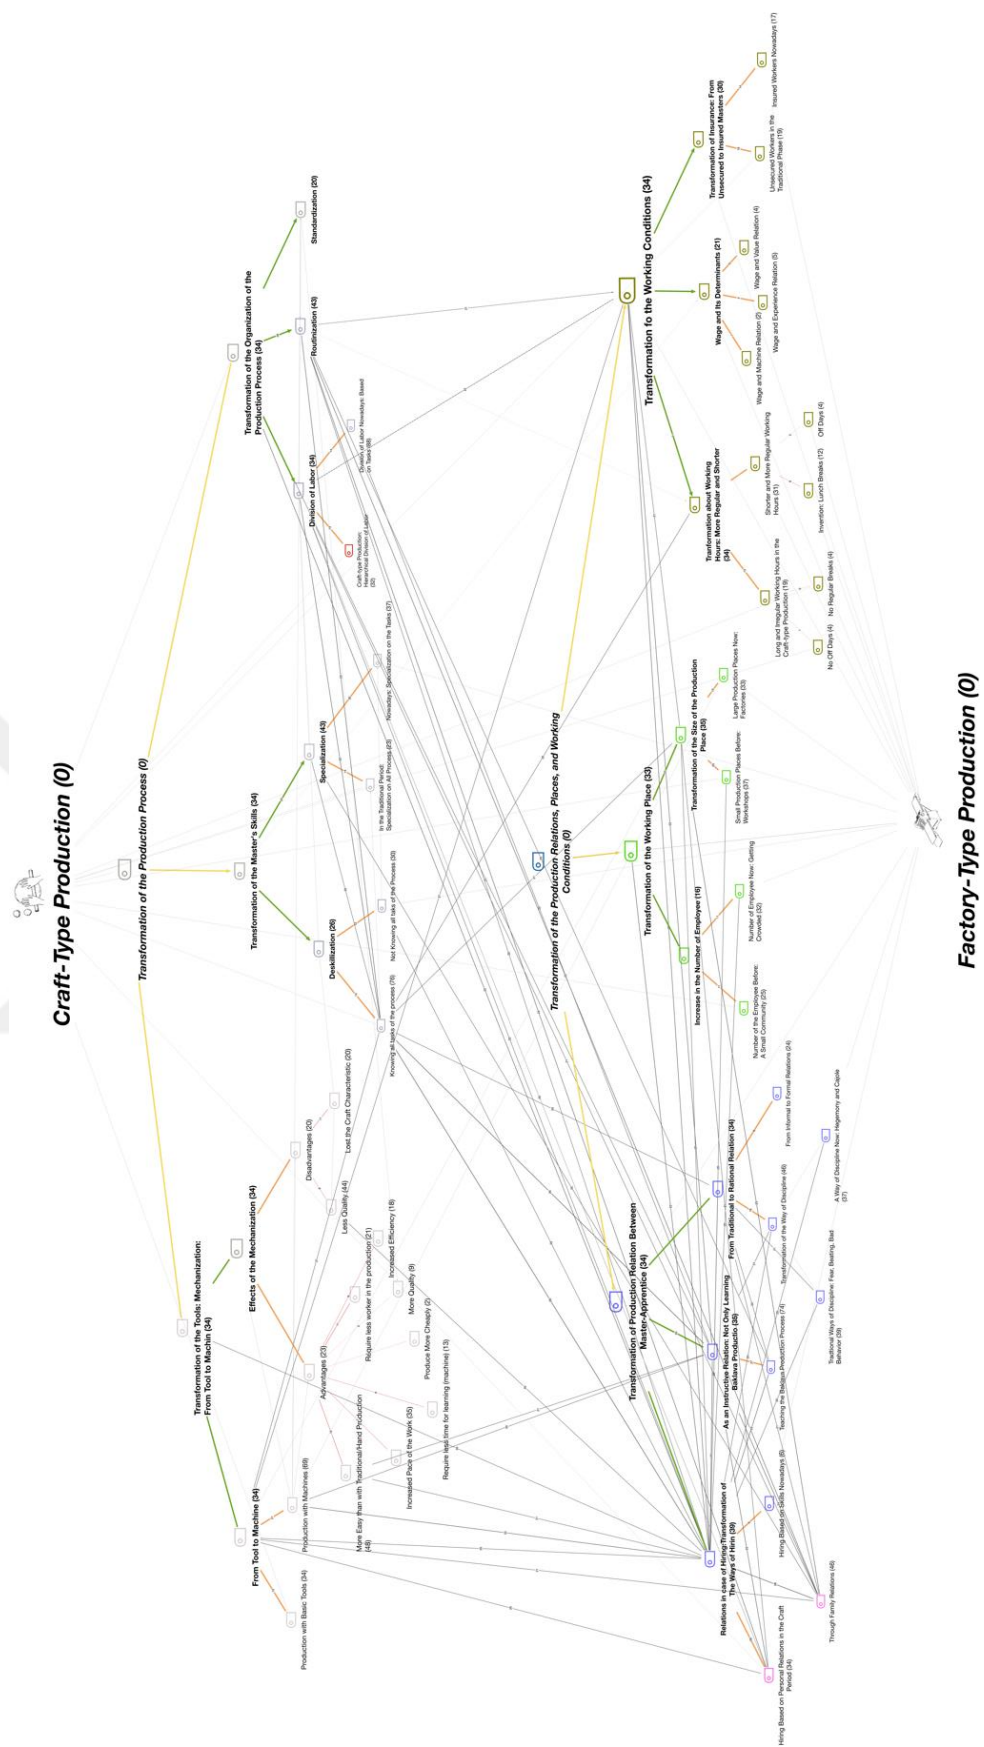 Craft-Type Production (0)
Transformation of the Production Process (0)
Transformation of the Tools: Mechanization:
From Tool to Machin (34)
From Tool to Machine (34)
Production with Basic Tools (34)
Production with Machines (69)
Effects of the Mechanization (34)
Advantages (23)
More Easy than with Traditional/Hand Production
(48)
Increased Pace of the Work (35)
Require less time for learning (machine) (13)
Produce More Cheaply (2)
More Quality (9)
Require less worker in the production (21)
Increased Efficiency (18)
Disadvantages (20)
Less Quality (44)
Lost the Craft Characteristic (20)
Transformation of the Master's Skills (34)
Deskillization (26)
Knowing all tasks of the process (76)
Not Knowing all taks of the Process (30)
Specialization (43)
In the Traditional Period:
Specialization on All Process (23)
Nowadays: Specialization on the Tasks (37)
Transformation of the Organization of the
Production Process (34)
Division of Labor (34)
Craft-type Production:
Hierarchical Division of Labor
(32)
Division of Labor Nowadays: Based
on Tasks (88)
Routinization (43)
Standardization (20)
Transformation of the Production Relations, Places, and Working
Conditions (0)
Transformation of Production Relation Between
Master-Apprentice (34)
Relations in case of Hiring:Transformation of
The Ways of Hirin (39)
Hiring Based on Personal Relations in the Craft
Period (34)
Through Family Relations (46)
Hiring Based on Skills Nowadays (6)
As an Instructive Relation: Not Only Learning
Baklava Productio (38)
Teaching the Baklava Production Process (74)
From Traditional to Rational Relation (34)
Transformation of the Way of Discipline (46)
Traditional Ways of Discipline: Fear, Beating, Bad
Behavior (39)
A Way of Discipline Now: Hegemony and Caple
(37)
From Informal to Formal Relations (24)
Transformation of the Working Place (33)
Increase in the Number of Employee (16)
Number of the Employee Before:
A Small Community (25)
Number of Employee Now: Getting
Crowded (32)
Transformation of the Size of the Production
Place (35)
Small Production Places Before:
Workshops (37)
Large Production Places Now:
Factories (33)
Transformation fo the Working Conditions (34)
Tranformation about Working
Hours: More Regular and Shorter
(34)
Long and Irregular Working Hours in the
Craft-type Production (19)
No Off Days (4)
No Regular Breaks (4)
Shorter and More Regular Working
Hours (31)
Invention: Lunch Breaks (12)
Off Days (4)
Wage and Its Determinants (21)
Wage and Machine Relation (2)
Wage and Experience Relation (5)
Wage and Value Relation (4)
Transformation of Insurance: From
Unsecured to Insured Masters (30)
Unsecured Workers in the
Traditional Phase (19)
Insured Workers Nowadays (17)
Factory-Type Production (0)